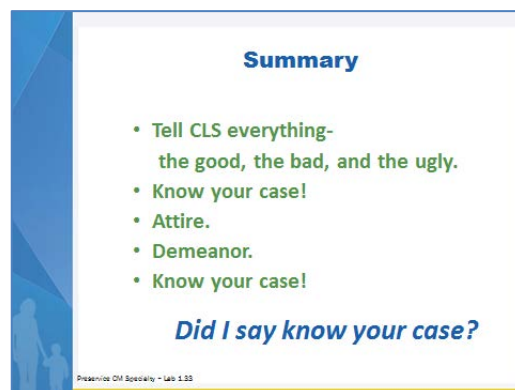 Summary
• Tell CLS everything-
the good, the bad, and the ugly.
• Know your case!
• Attire.
• Demeanor.
• Know your case!
Did I say know your case?
Preservice CM Specialty – Lab 1.33